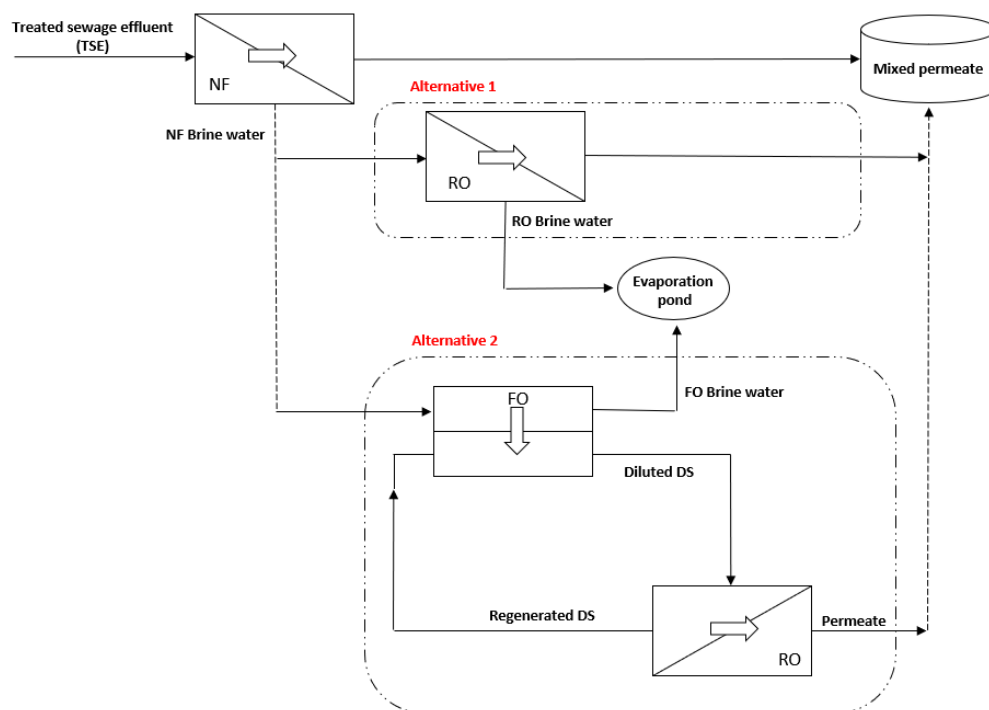 Treated sewage effluent
(TSE)
NF
Mixed permeate
Alternative 1
NF Brine water
RO
RO Brine water
Evaporation
pond
Alternative 2
FO
FO Brine water
Diluted DS
Regenerated DS
Permeate
RO